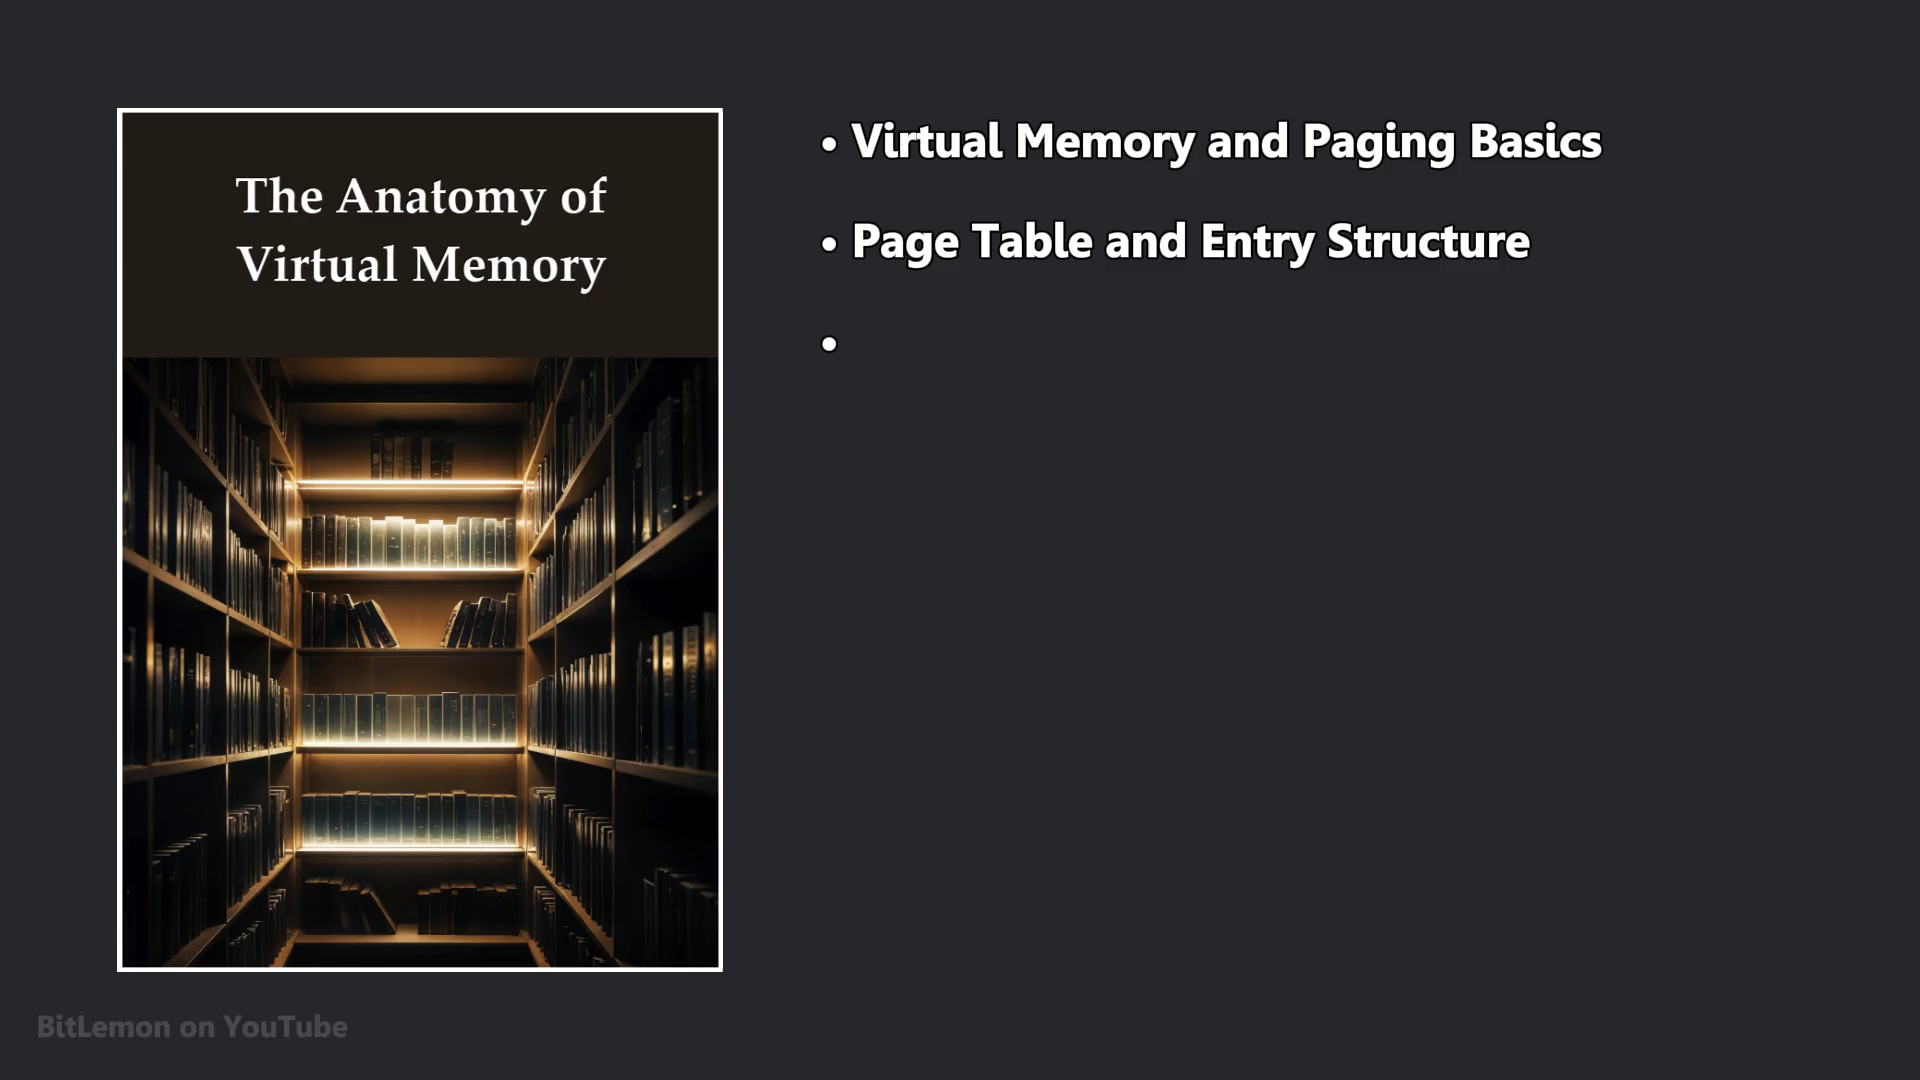 The Anatomy of
Virtual Memory
• Virtual Memory and Paging Basics
• Page Table and Entry Structure
•
BitLemon on YouTube